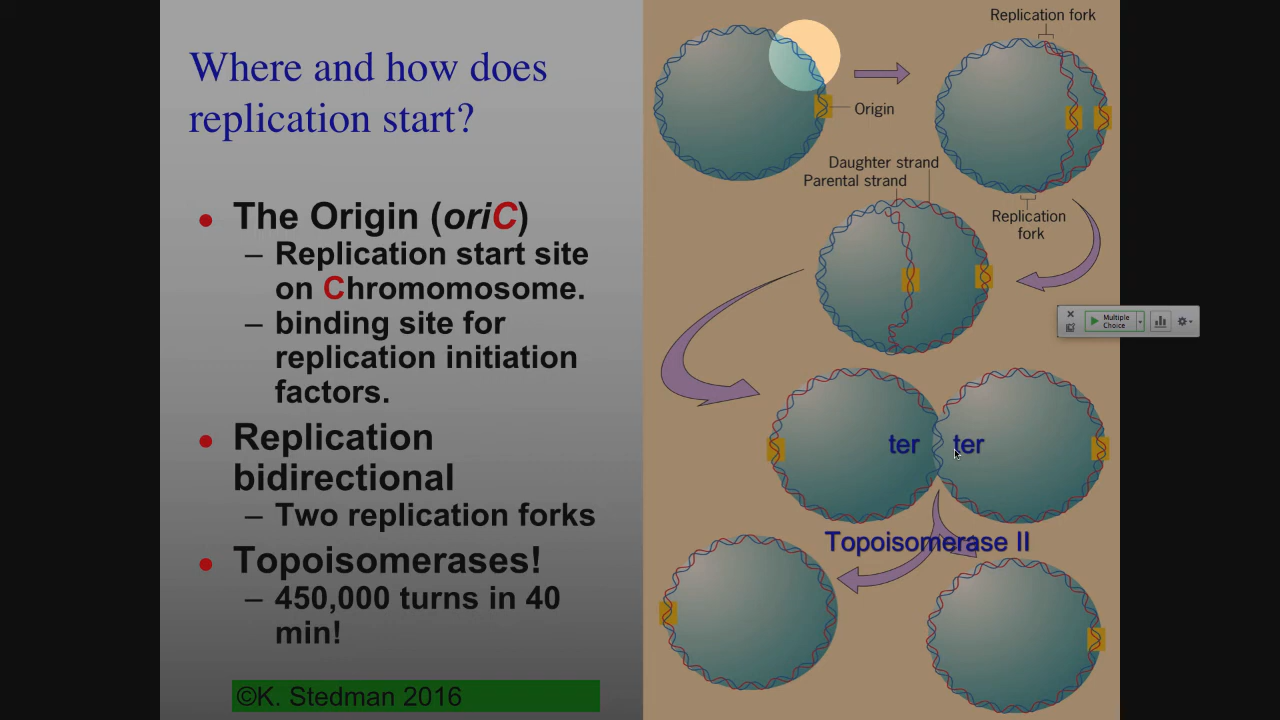 Where and how does
replication start?
The Origin (oriC)
– Replication start site
on Chromomosome.
– binding site for
replication initiation
factors.
Replication
bidirectional
– Two replication forks
Topoisomerases!
– 450,000 turns in 40
min!
©K. Stedman 2016
Replication fork
Origin
Daughter strand
Parental strand
Replication
fork
Multiple
Choice
ter ter
Topoisomerase II